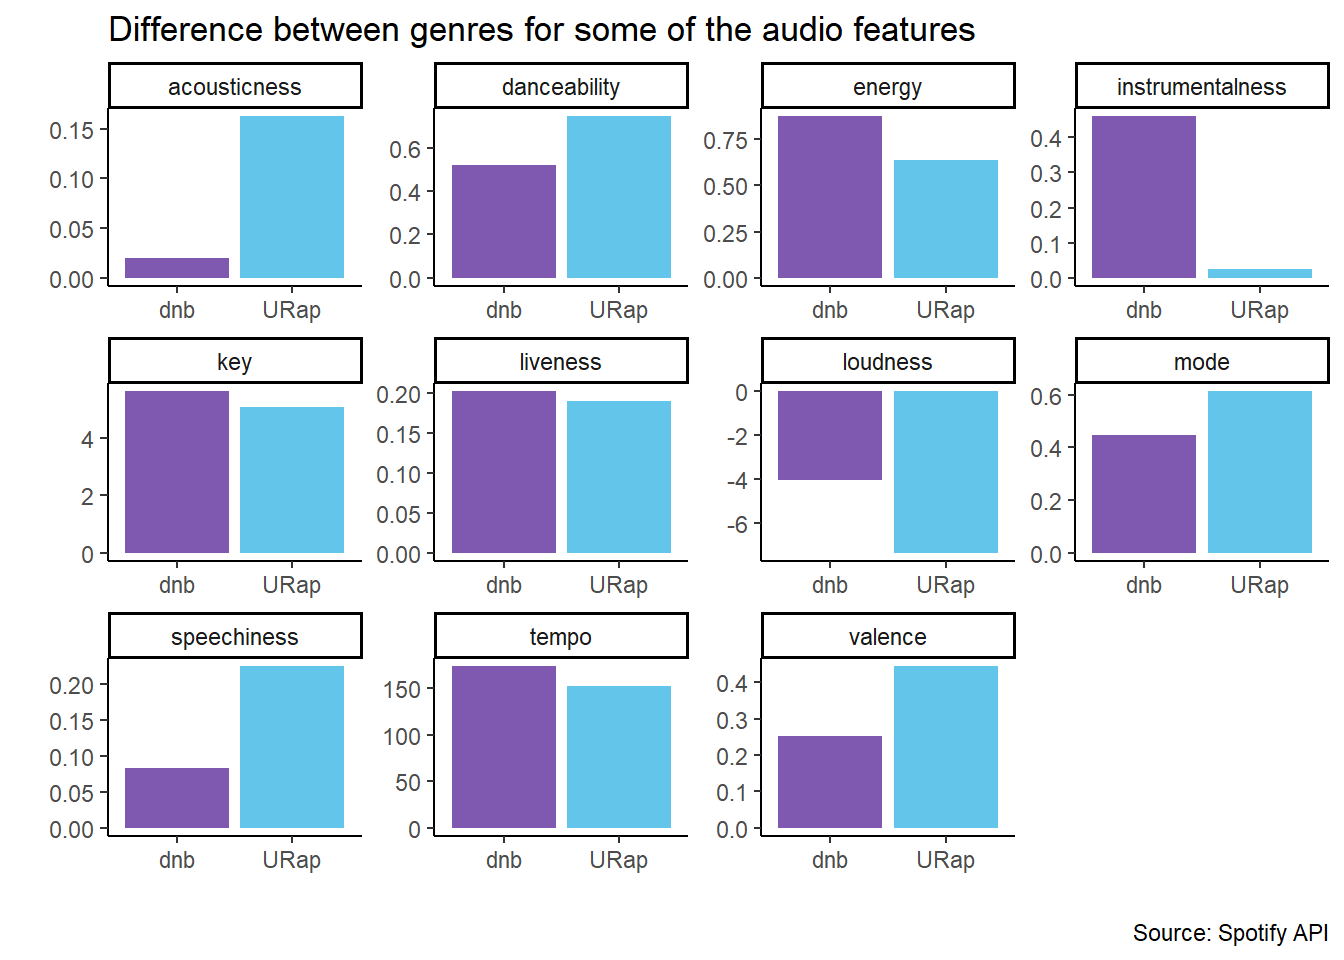 Difference between genres for some of the audio features
acousticness danceability energy instrumentalness
0.15 0.10 0.05 0.00
0.6 0.4 0.2 0.0
0.75 0.50 0.25 0.00
0.4 0.3 0.2 0.1 0.0
dnb URap dnb URap dnb URap dnb URap
key liveness loudness mode
4 2 0
0.20 0.15 0.10 0.05 0.00
0 -2 -4 -6
0.6 0.4 0.2 0.0
dnb URap dnb URap dnb URap dnb URap
speechiness tempo valence
0.20 0.15 0.10 0.05 0.00
150 100 50 0
0.4 0.3 0.2 0.1 0.0
dnb URap dnb URap dnb URap
Source: Spotify API